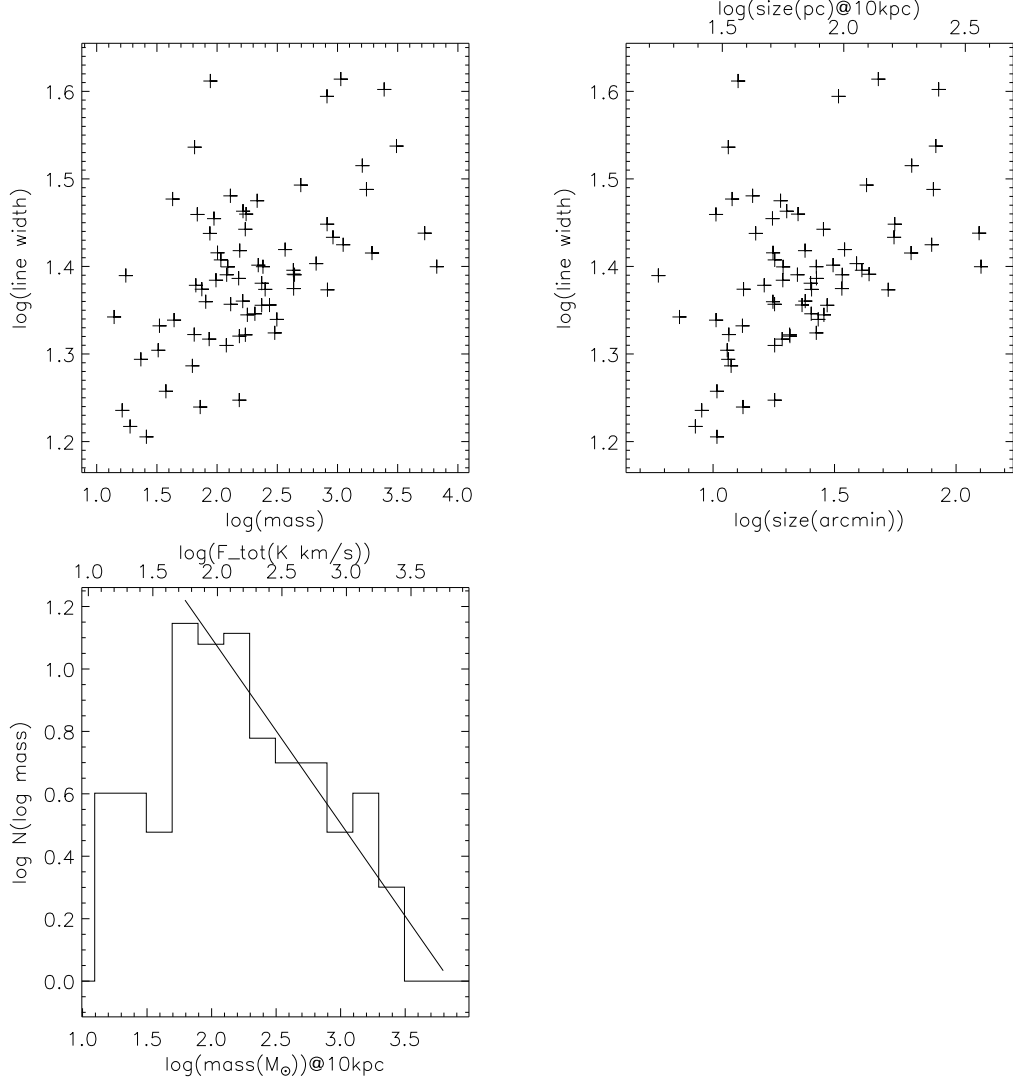 log(size(pc)@10kpc)
1.5 2.0 2.5
1.6 1.6
1.5 1.5
1.4 1.4
1.3 1.3
1.2 1.2
log(line width) log(line width)
1.0 1.5 2.0 2.5 3.0 3.5 4.0 1.0 1.5 2.0
log(mass) log(size(arcmin))
log(F_tot(K km/s))
1.0 1.5 2.0 2.5 3.0 3.5
1.2
1.0
0.8
0.6
0.4
0.2
0.0
log N(log mass)
1.0 1.5 2.0 2.5 3.0 3.5
log(mass(M☉))@10kpc